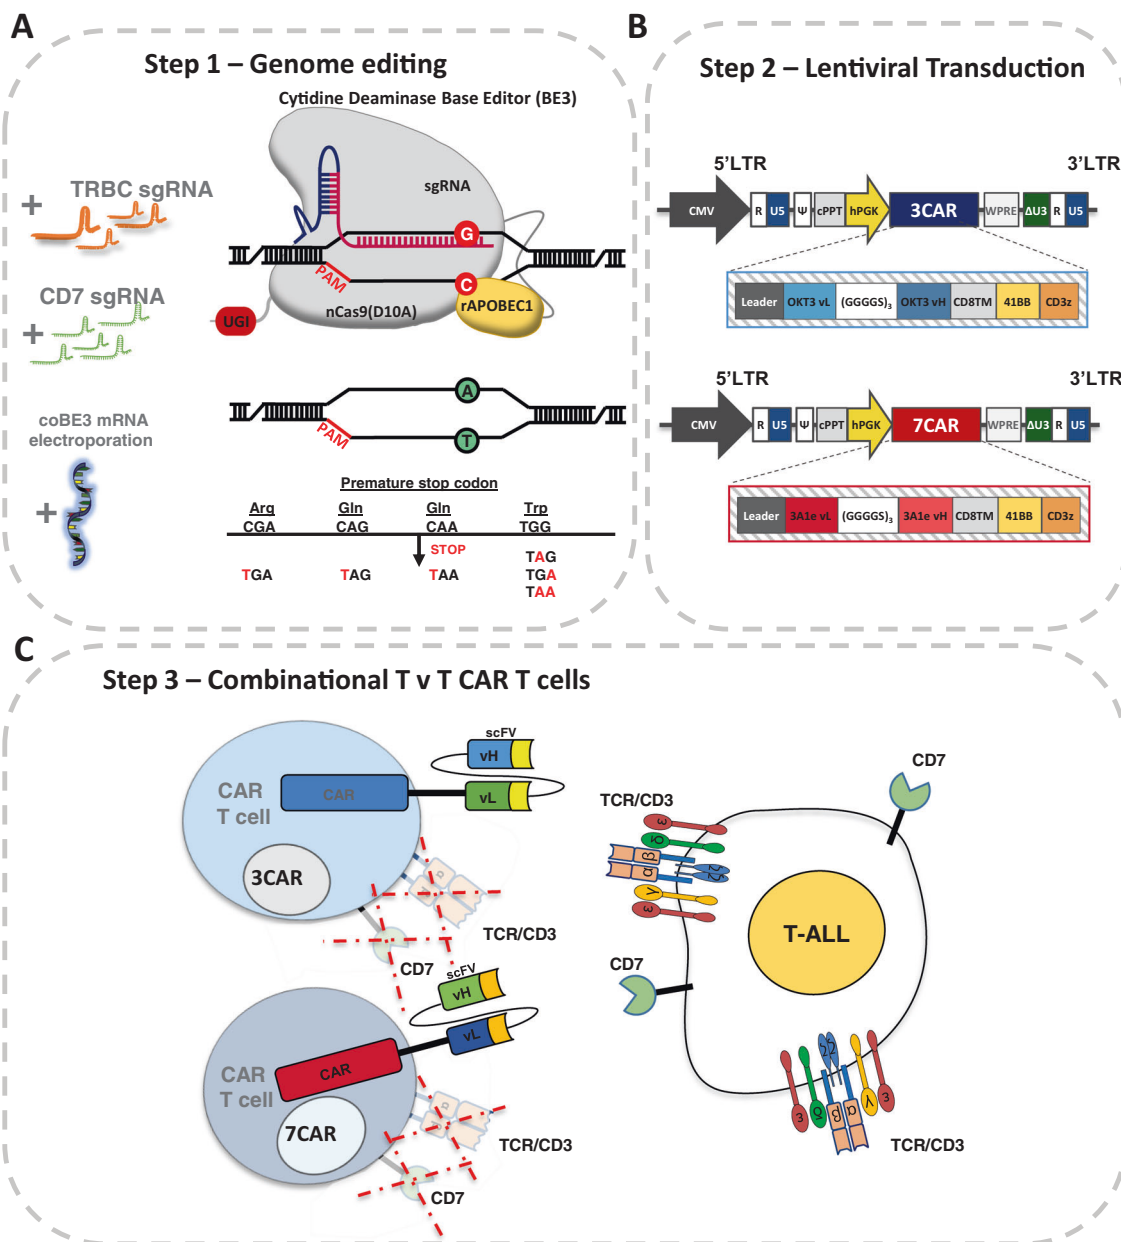 A
Step 1 – Genome editing
Cytidine Deaminase Base Editor (BE3)
TRBC sgRNA
+
sgRNA
G
PAM
C
CD7 sgRNA
+
nCas9(D10A)
rAPOBEC1
UGI
A
coBE3 mRNA
electroporation
PAM
T
+
Premature stop codon
Arg Gln Gln Trp
CGA CAG CAA TGG
STOP
TAG
TGA TAG TAA TGA
TAA
B
Step 2 – Lentiviral Transduction
5'LTR 3'LTR
CMV R U5 Ψ cPPT hPGK 3CAR WPRE ΔU3 R U5
Leader OKT3 vL (GGGGS)3 OKT3 vH CD8TM 41BB CD3z
5'LTR 3'LTR
CMV R U5 Ψ cPPT hPGK 7CAR WPRE ΔU3 R U5
Leader 3A1e vL (GGGGS)3 3A1e vH CD8TM 41BB CD3z
C
Step 3 – Combinational T v T CAR T cells
scFV
vH
CAR
T cell
CAR
vL
3CAR
TCR/CD3
CD7
scFV
vH
vL
CAR
T cell
CAR
7CAR
TCR/CD3
CD7
CD7
TCR/CD3
ε
δ
β
α
ζζ
γ
ε
T-ALL
CD7
ζζ
ε δ β α γ ε
TCR/CD3